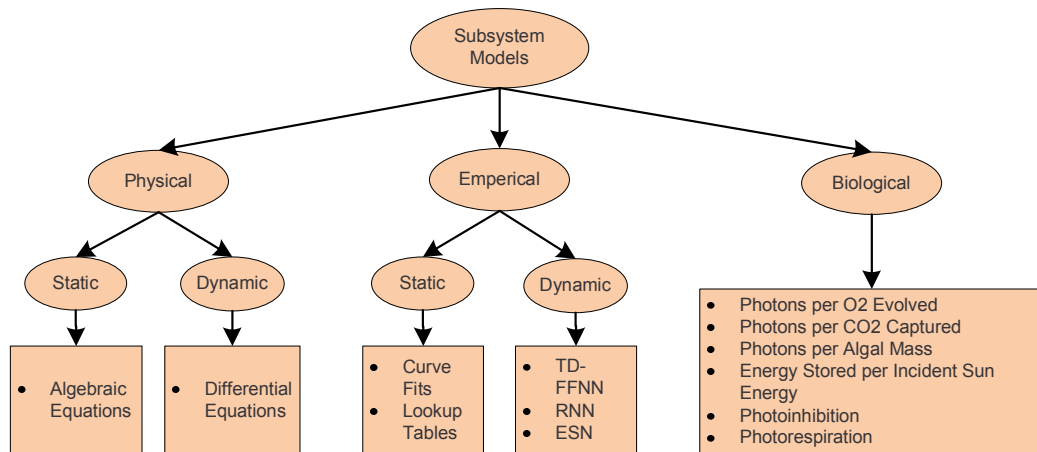 Subsystem
Models
Physical
Emperical
Biological
Static
Dynamic
Static
Dynamic
• Algebraic
Equations
• Differential
Equations
• Curve
Fits
• Lookup
Tables
• TD-
FFNN
• RNN
• ESN
• Photons per O2 Evolved
• Photons per CO2 Captured
• Photons per Algal Mass
• Energy Stored per Incident Sun
Energy
• Photoinhibition
• Photorespiration